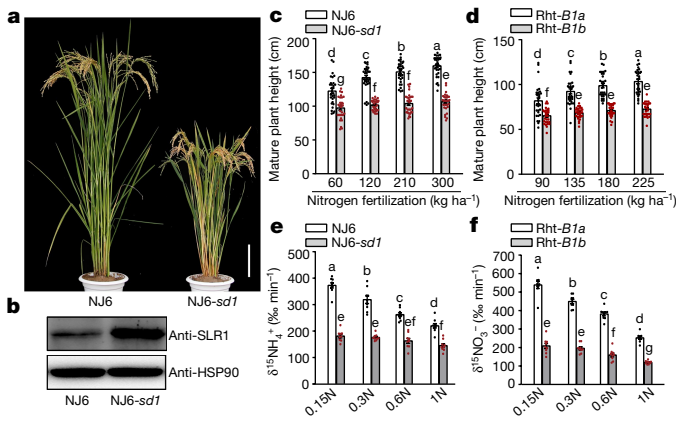 a
NJ6
NJ6-sd1
b
Anti-SLR1
Anti-HSP90
NJ6
NJ6-sd1
c
NJ6
NJ6-sd1
Mature plant height (cm)
200
150
100
50
0
d
g
c
f
b
f
a
e
60
120
210
300
Nitrogen fertilization (kg ha⁻¹)
d
Rht-B1a
Rht-B1b
Mature plant height (cm)
150
120
100
50
0
d
f
c
e
b
e
a
e
90
135
180
225
Nitrogen fertilization (kg ha⁻¹)
e
NJ6
NJ6-sd1
δ¹⁵NH₄⁺ (‰ min⁻¹)
500
400
300
200
100
0
a
e
b
e
c
ef
d
f
0.15N
0.3N
0.6N
1N
f
Rht-B1a
Rht-B1b
δ¹⁵NO₃⁻ (‰ min⁻¹)
700
600
500
400
300
200
100
0
a
e
b
e
c
f
d
g
0.15N
0.3N
0.6N
1N